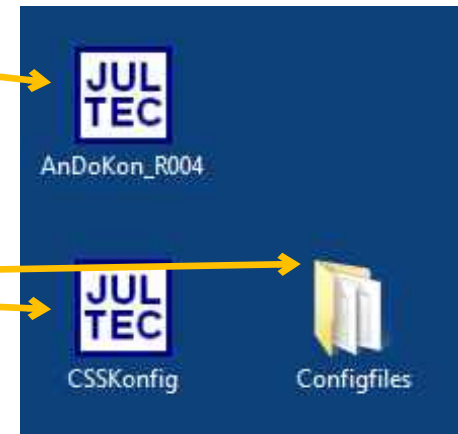 JUL
TEC
AnDoKon_R004
JUL
TEC
CSSKonfig
Configfiles